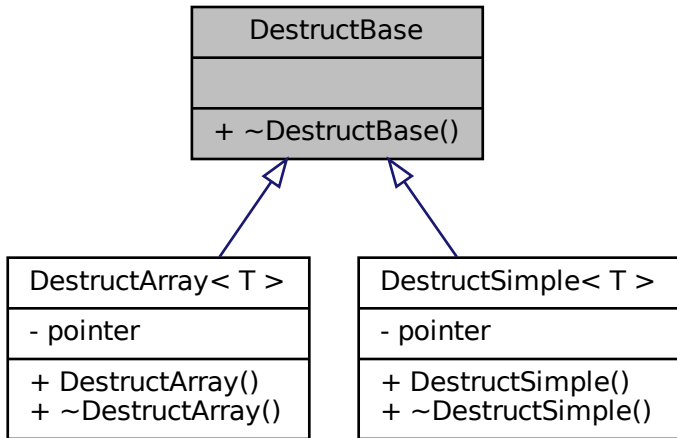 DestructBase
+ ~DestructBase()
DestructArray< T >
- pointer
+ DestructArray()
+ ~DestructArray()
DestructSimple< T >
- pointer
+ DestructSimple()
+ ~DestructSimple()